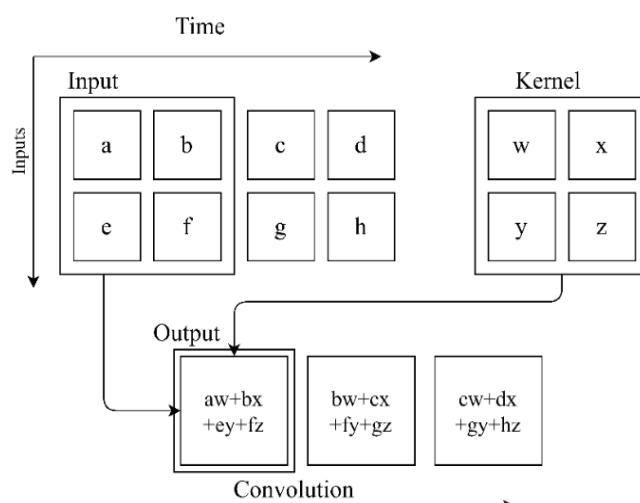 Time
Input
Kernel
Inputs
a b c d
w x
e f g h
y z
Output
aw+bx
+ey+fz
bw+cx
+fy+gz
cw+dx
+gy+hz
Convolution